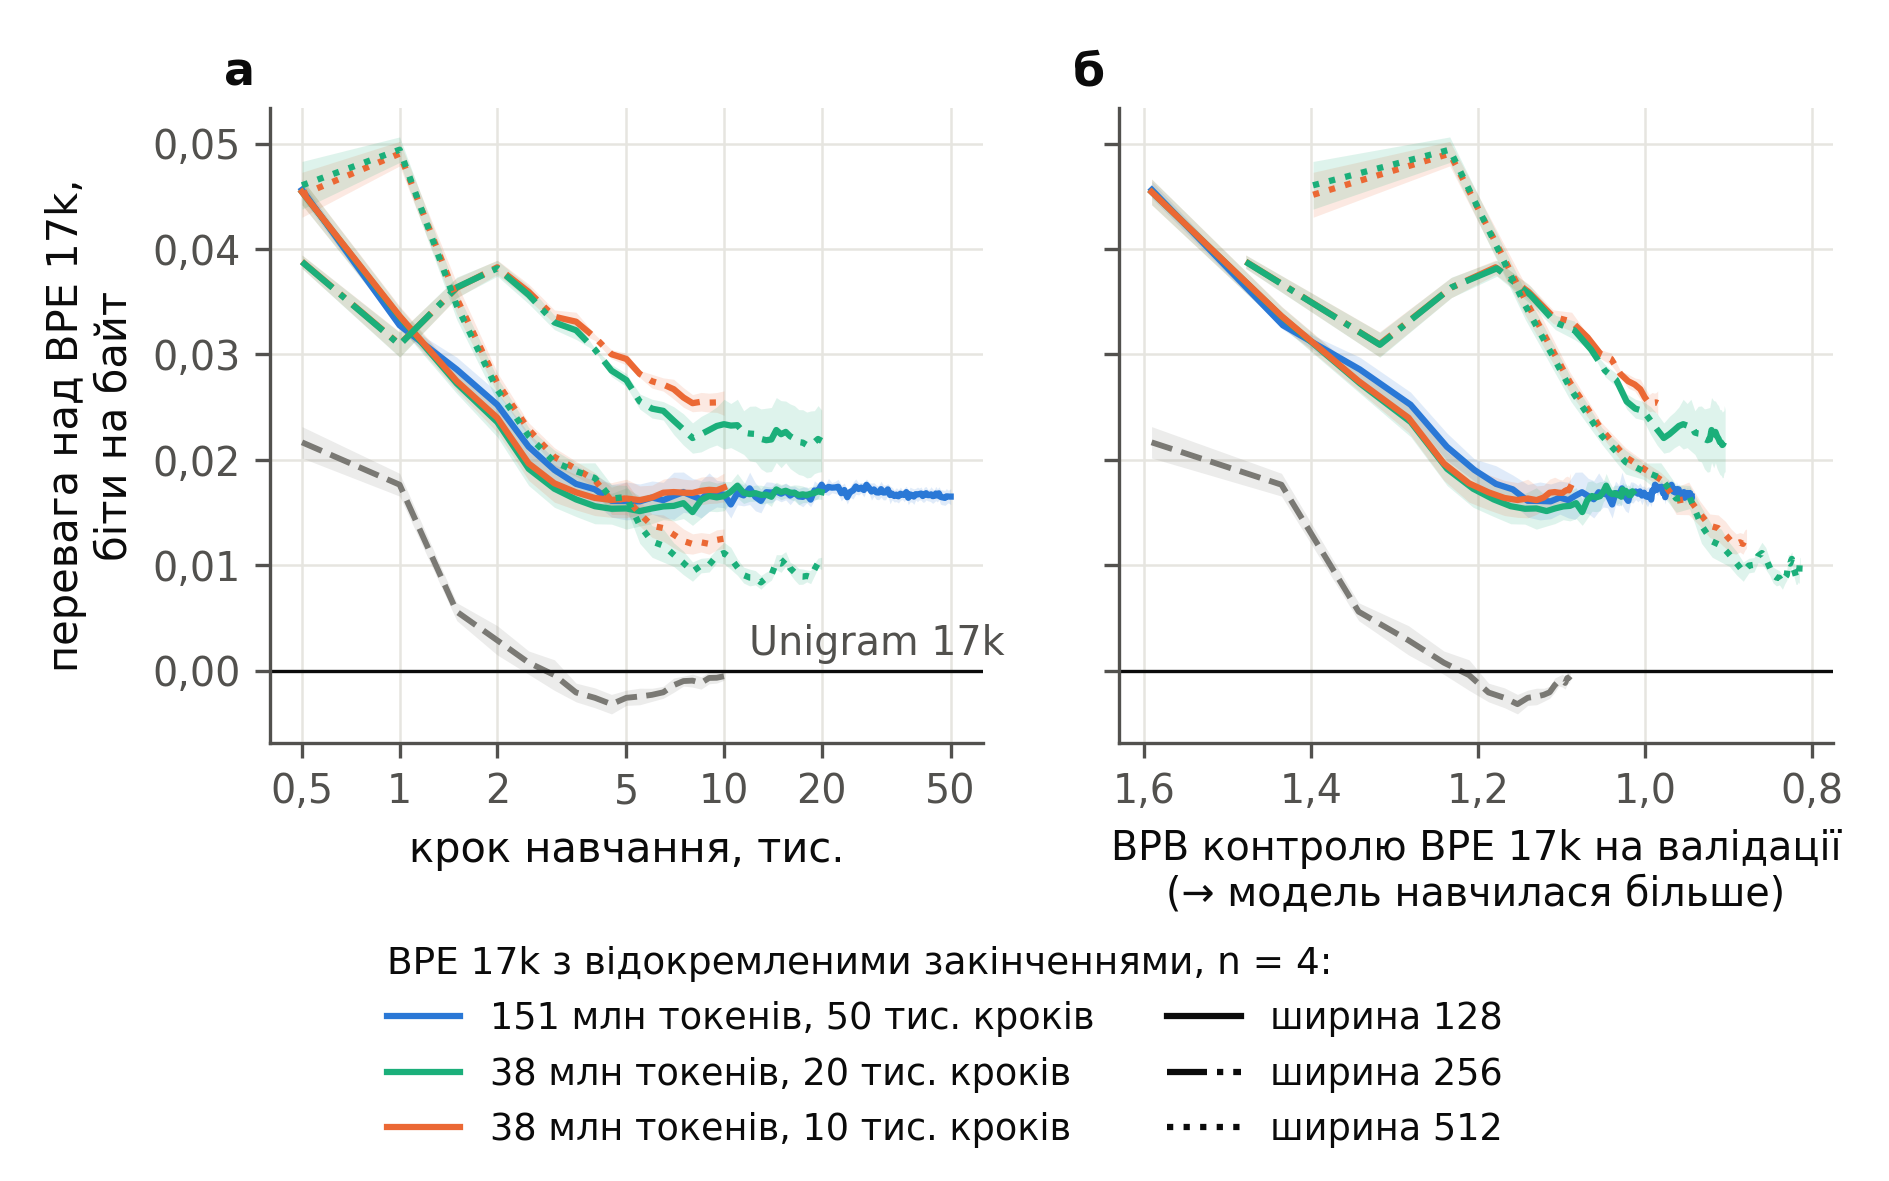 а
б
перевага над BPE 17k,
біти на байт
0,05
0,04
0,03
0,02
0,01
0,00
Unigram 17k
0,5 1 2 5 10 20 50
1,6 1,4 1,2 1,0 0,8
крок навчання, тис.
BPB контролю BPE 17k на валідації
(→ модель навчилася більше)
BPE 17k з відокремленими закінченнями, n = 4:
151 млн токенів, 50 тис. кроків
38 млн токенів, 20 тис. кроків
38 млн токенів, 10 тис. кроків
ширина 128
ширина 256
ширина 512